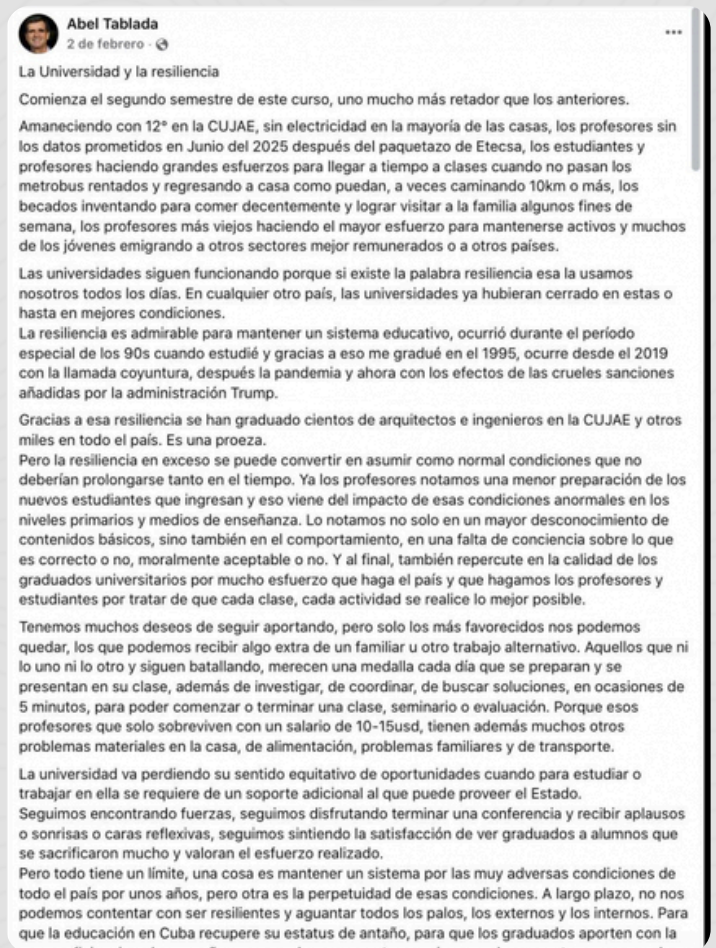 Abel Tablada
2 de febrero ·
La Universidad y la resiliencia
Comienza el segundo semestre de este curso, uno mucho más retador que los anteriores.
Amaneciendo con 12° en la CUJAE, sin electricidad en la mayoría de las casas, los profesores sin
los datos prometidos en Junio del 2025 después del paquetazo de Etecsa, los estudiantes y
profesores haciendo grandes esfuerzos para llegar a tiempo a clases cuando no pasan los
metrobus rentados y regresando a casa como puedan, a veces caminando 10km o más, los
becados inventando para comer decentemente y lograr visitar a la familia algunos fines de
semana, los profesores más viejos haciendo el mayor esfuerzo para mantenerse activos y muchos
de los jóvenes emigrando a otros sectores mejor remunerados o a otros países.
Las universidades siguen funcionando porque si existe la palabra resiliencia esa la usamos
nosotros todos los días. En cualquier otro país, las universidades ya hubieran cerrado en estas o
hasta en mejores condiciones.
La resiliencia es admirable para mantener un sistema educativo, ocurrió durante el período
especial de los 90s cuando estudié y gracias a eso me gradué en el 1995, ocurre desde el 2019
con la llamada coyuntura, después la pandemia y ahora con los efectos de las crueles sanciones
añadidas por la administración Trump.
Gracias a esa resiliencia se han graduado cientos de arquitectos e ingenieros en la CUJAE y otros
miles en todo el país. Es una proeza.
Pero la resiliencia en exceso se puede convertir en asumir como normal condiciones que no
deberían prolongarse tanto en el tiempo. Ya los profesores notamos una menor preparación de los
nuevos estudiantes que ingresan y eso viene del impacto de esas condiciones anormales en los
niveles primarios y medios de enseñanza. Lo notamos no solo en un mayor desconocimiento de
contenidos básicos, sino también en el comportamiento, en una falta de conciencia sobre lo que
es correcto o no, moralmente aceptable o no. Y al final, también repercute en la calidad de los
graduados universitarios por mucho esfuerzo que haga el país y que hagamos los profesores y
estudiantes por tratar de que cada clase, cada actividad se realice lo mejor posible.
Tenemos muchos deseos de seguir aportando, pero solo los más favorecidos nos podemos
quedar, los que podemos recibir algo extra de un familiar u otro trabajo alternativo. Aquellos que ni
lo uno ni lo otro y siguen batallando, merecen una medalla cada día que se preparan y se
presentan en su clase, además de investigar, de coordinar, de buscar soluciones, en ocasiones de
5 minutos, para poder comenzar o terminar una clase, seminario o evaluación. Porque esos
profesores que solo sobreviven con un salario de 10-15usd, tienen además muchos otros
problemas materiales en la casa, de alimentación, problemas familiares y de transporte.
La universidad va perdiendo su sentido equitativo de oportunidades cuando para estudiar o
trabajar en ella se requiere de un soporte adicional al que puede proveer el Estado.
Seguimos encontrando fuerzas, seguimos disfrutando terminar una conferencia y recibir aplausos
o sonrisas o caras reflexivas, seguimos sintiendo la satisfacción de ver graduados a alumnos que
se sacrificaron mucho y valoran el esfuerzo realizado.
Pero todo tiene un límite, una cosa es mantener un sistema por las muy adversas condiciones de
todo el país por unos años, pero otra es la perpetuidad de esas condiciones. A largo plazo, no nos
podemos contentar con ser resilientes y aguantar todos los palos, los externos y los internos. Para
que la educación en Cuba recupere su estatus de antaño, para que los graduados aporten con la